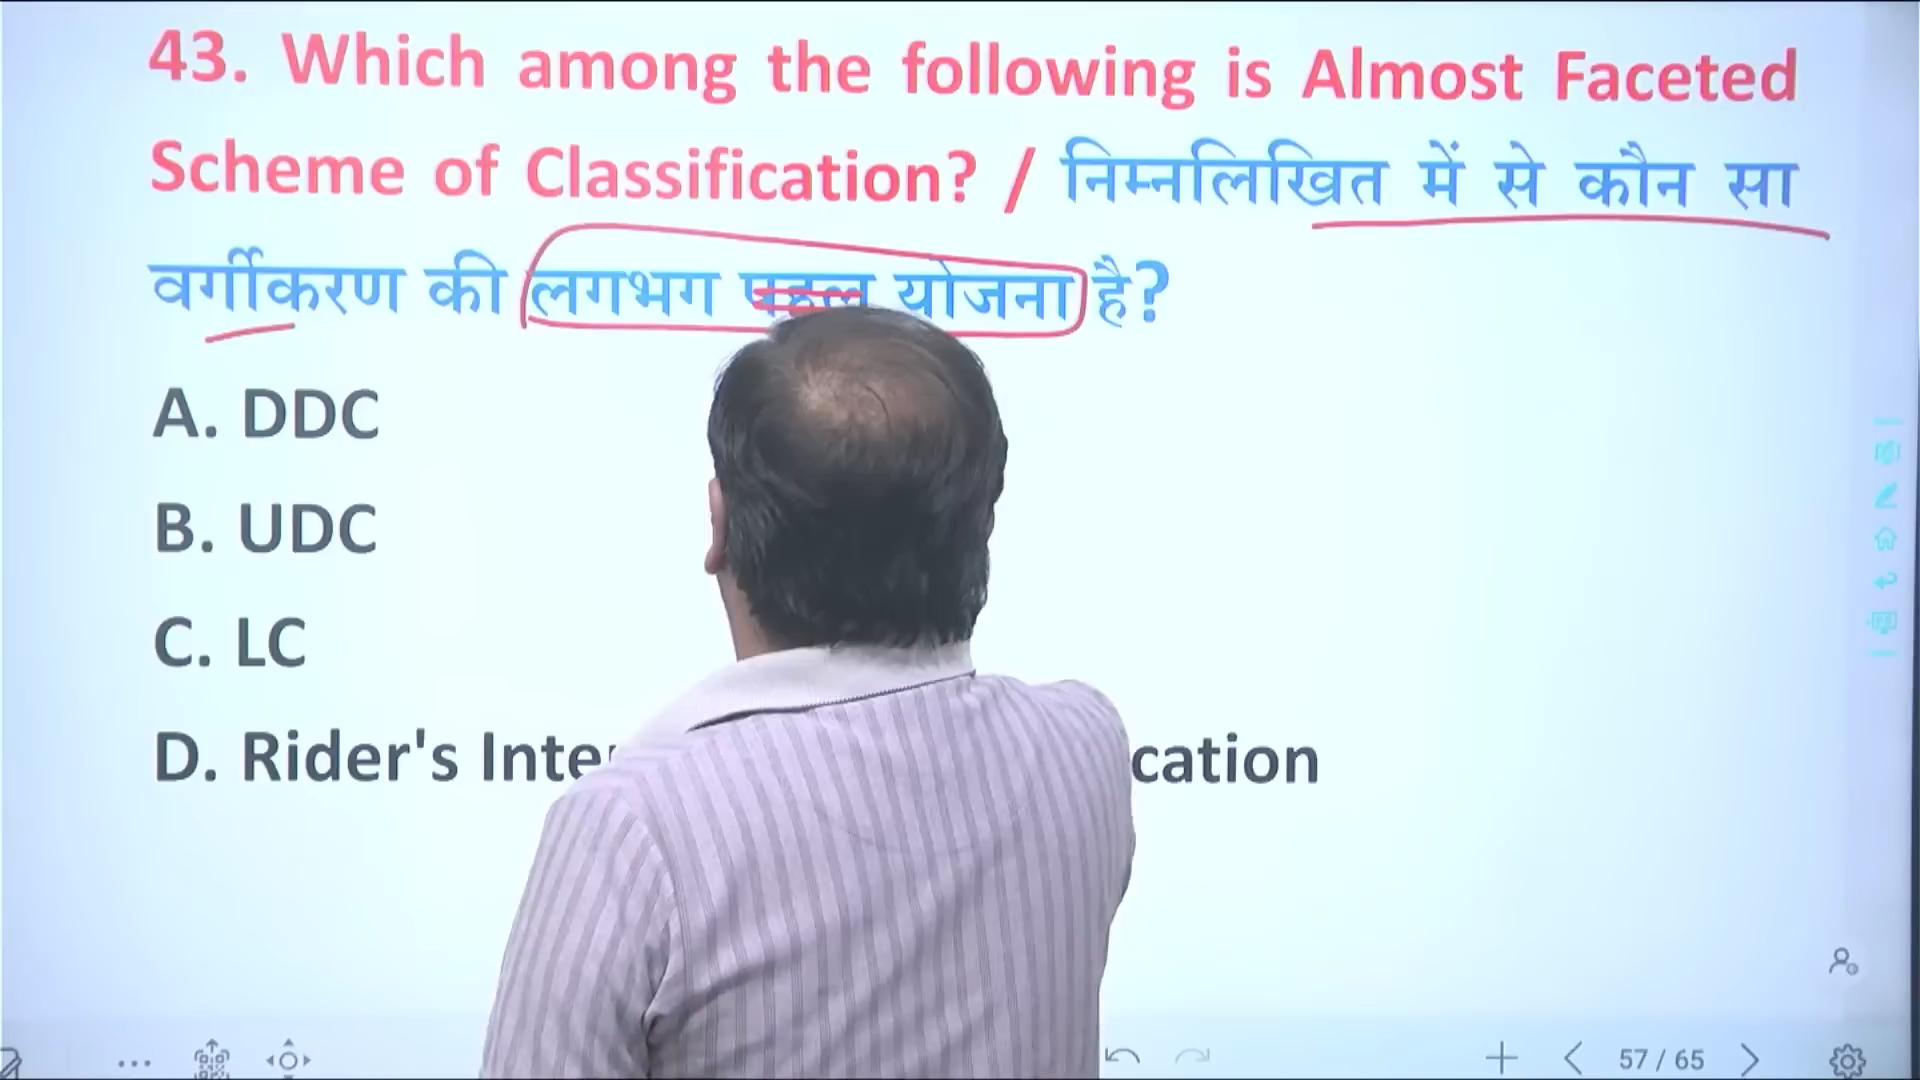 43. Which among the following is Almost Faceted
Scheme of Classification? / निम्नलिखित में से कौन सा
वर्गीकरण की लगभग पहल योजना है?
A. DDC
B. UDC
C. LC
D. Rider's Inte cation
57 / 65